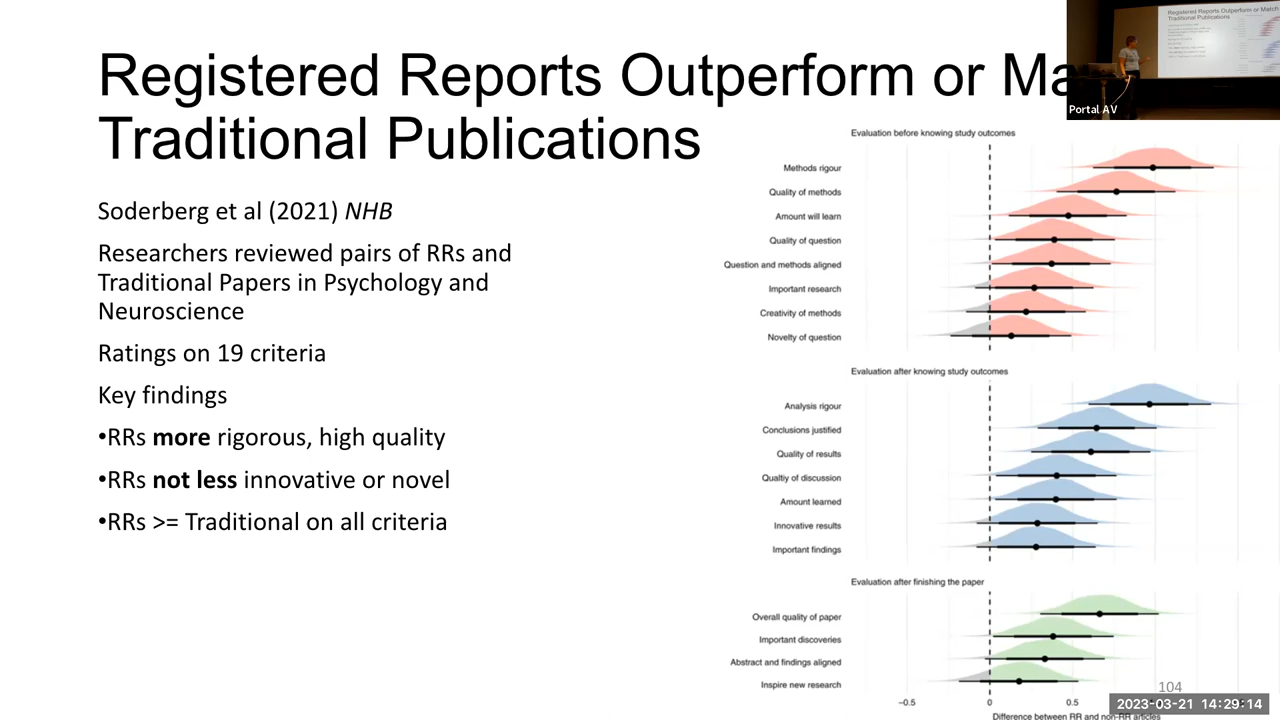 Registered Reports Outperform or Ma
Traditional Publications
Soderberg et al (2021) NHB
Researchers reviewed pairs of RRs and
Traditional Papers in Psychology and
Neuroscience
Ratings on 19 criteria
Key findings
•RRs more rigorous, high quality
•RRs not less innovative or novel
•RRs >= Traditional on all criteria
Evaluation before knowing study outcomes
Methods rigour
Quality of methods
Amount will learn
Quality of question
Question and methods aligned
Important research
Creativity of methods
Novelty of question
Evaluation after knowing study outcomes
Analysis rigour
Conclusions justified
Quality of results
Qualtiy of discussion
Amount learned
Innovative results
Important findings
Evaluation after finishing the paper
Overall quality of paper
Important discoveries
Abstract and findings aligned
Inspire new research
−0.5 0 0.5
Difference between RR and non-RR articles
104
2023-03-21 14:29:14
Registered Reports Outperform or Match
Traditional Publications
Portal AV